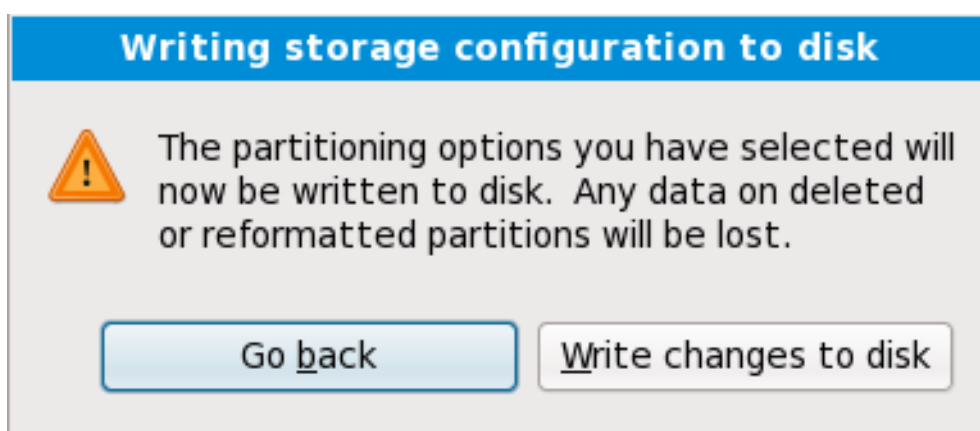 Writing storage configuration to disk
The partitioning options you have selected will
now be written to disk.  Any data on deleted
or reformatted partitions will be lost.
Go back
Write changes to disk